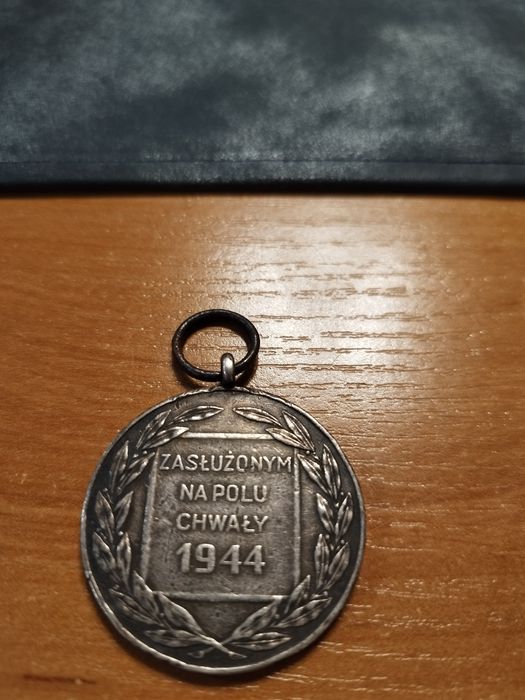 ZASŁUŻONYM
NA POLU
CHWAŁY
1944